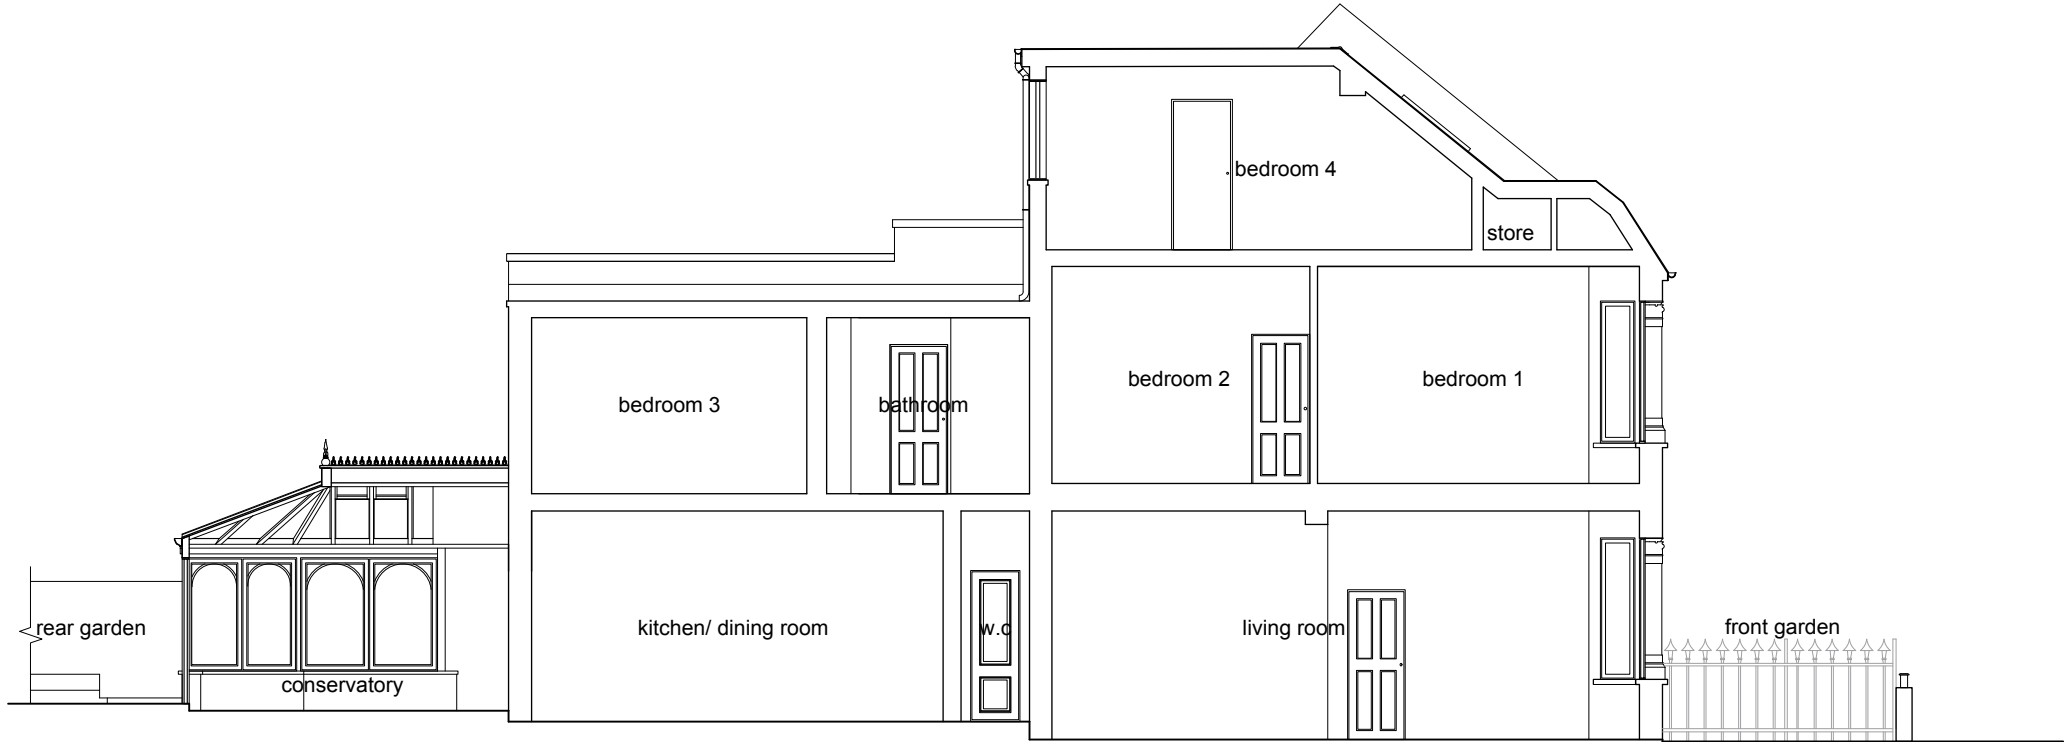 bedroom 4
store
bedroom 2
bedroom 1
bedroom 3
bathroom
rear garden
kitchen/ dining room
w.c
living room
front garden
conservatory